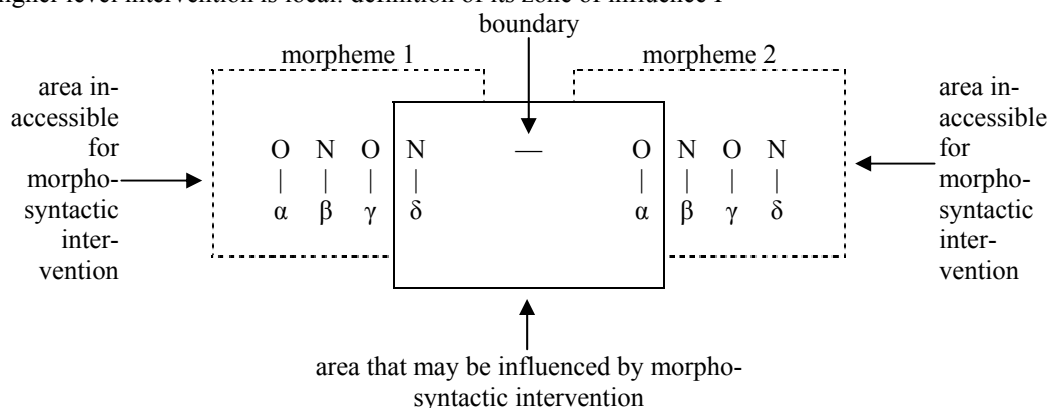 higher level intervention is local: definition of its zone of influence I
boundary
morpheme 1
morpheme 2
area in-
accessible
for
morpho-
syntactic
inter-
vention
O N O N — O N O N
| | | | | | | |
α β γ δ α β γ δ
area in-
accessible
for
morpho-
syntactic
inter-
vention
area that may be influenced by morpho-
syntactic intervention